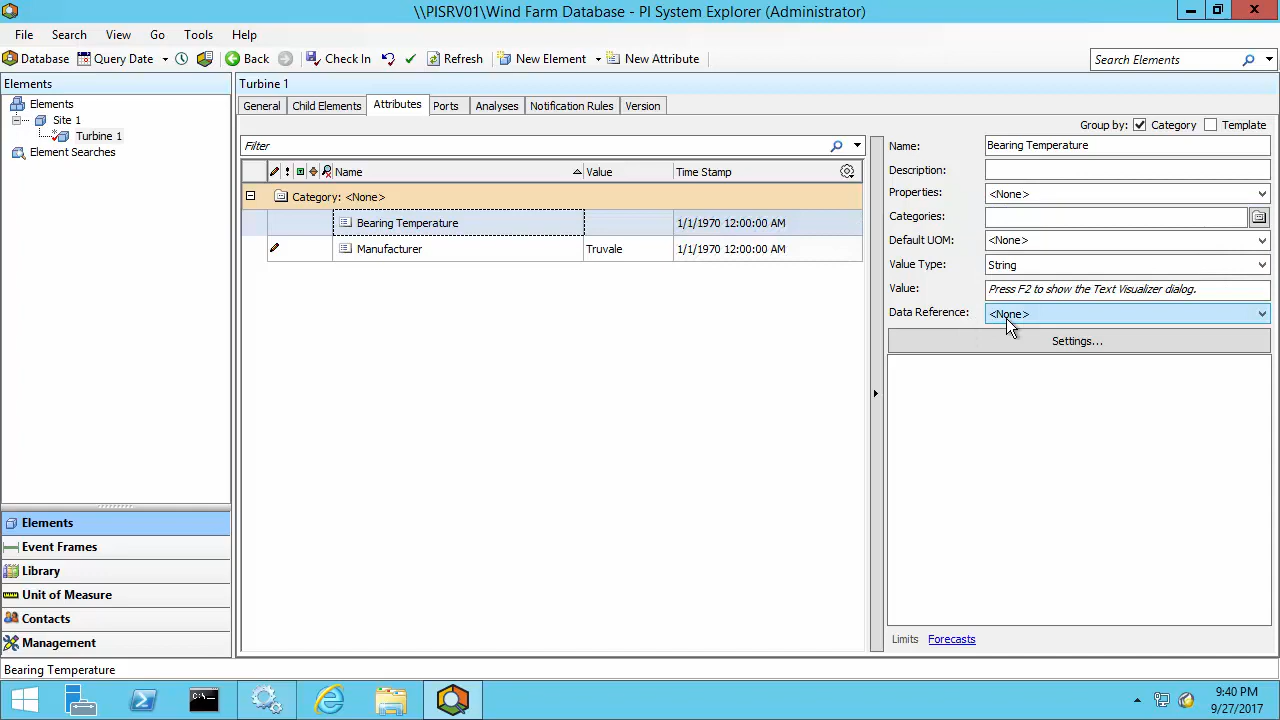 \\PISRV01\Wind Farm Database - PI System Explorer (Administrator)
File Search View Go Tools Help
Database Query Date Back Check In Refresh New Element New Attribute Search Elements
Elements
Elements
Site 1
Turbine 1
Element Searches
Elements
Event Frames
Library
Unit of Measure
Contacts
Management
Turbine 1
General Child Elements Attributes Ports Analyses Notification Rules Version
Group by: Category Template
Filter
Name Value Time Stamp
Category: <None>
Bearing Temperature 1/1/1970 12:00:00 AM
Manufacturer Truvale 1/1/1970 12:00:00 AM
Name: Bearing Temperature
Description:
Properties: <None>
Categories:
Default UOM: <None>
Value Type: String
Value: Press F2 to show the Text Visualizer dialog.
Data Reference: <None>
Settings...
Limits Forecasts
Bearing Temperature
9:40 PM
9/27/2017